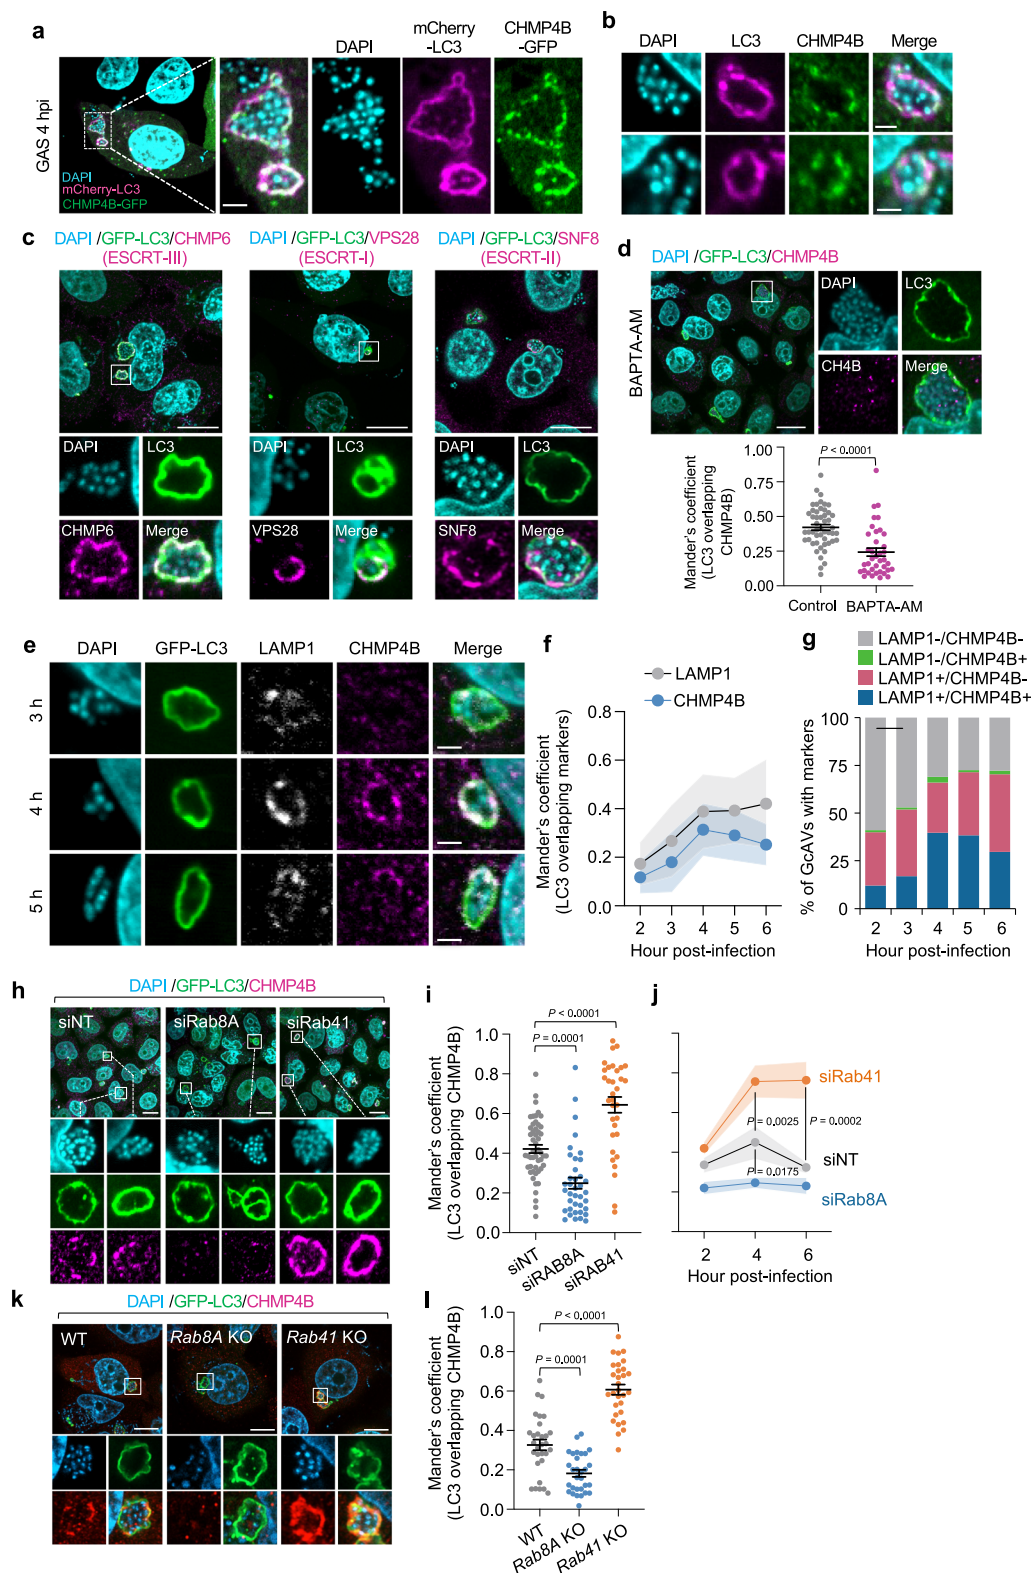 a
DAPI
mCherry
-LC3
CHMP4B
-GFP
GAS 4 hpi
DAPI
mCherry-LC3
CHMP4B-GFP
b
DAPI
LC3
CHMP4B
Merge
c
DAPI /GFP-LC3/CHMP6
(ESCRT-III)
DAPI /GFP-LC3/VPS28
(ESCRT-I)
DAPI /GFP-LC3/SNF8
(ESCRT-II)
DAPI
LC3
CHMP6
Merge
DAPI
LC3
VPS28
Merge
DAPI
LC3
SNF8
Merge
d
DAPI /GFP-LC3/CHMP4B
BAPTA-AM
DAPI
LC3
CH4B
Merge
Mander's coefficient
(LC3 overlapping
CHMP4B)
1.00
0.75
0.50
0.25
0.00
P < 0.0001
Control
BAPTA-AM
e
DAPI
GFP-LC3
LAMP1
CHMP4B
Merge
3 h
4 h
5 h
f
LAMP1
CHMP4B
Mander's coefficient
(LC3 overlapping markers)
0.8
0.6
0.4
0.2
0.0
2 3 4 5 6
Hour post-infection
g
LAMP1-/CHMP4B-
LAMP1-/CHMP4B+
LAMP1+/CHMP4B-
LAMP1+/CHMP4B+
% of GcAVs with markers
100
75
50
25
0
2 3 4 5 6
Hour post-infection
h
DAPI /GFP-LC3/CHMP4B
siNT
siRab8A
siRab41
i
Mander's coefficient
(LC3 overlapping CHMP4B)
P < 0.0001
P = 0.0001
1.0
0.8
0.6
0.4
0.2
0.0
siNT
siRAB8A
siRAB41
j
siRab41
P = 0.0025
P = 0.0002
siNT
P = 0.0175
siRab8A
2 4 6
Hour post-infection
k
DAPI /GFP-LC3/CHMP4B
WT
Rab8A KO
Rab41 KO
l
Mander's coefficient
(LC3 overlapping CHMP4B)
1.0
0.8
0.6
0.4
0.2
0.0
P < 0.0001
P = 0.0001
WT
Rab8A KO
Rab41 KO